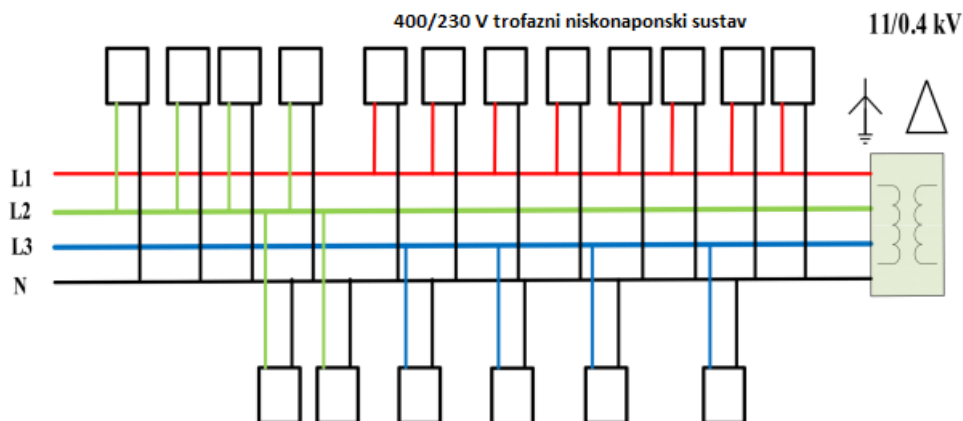 400/230 V trofazni niskonaponski sustav
11/0.4 kV
L1
L2
L3
N